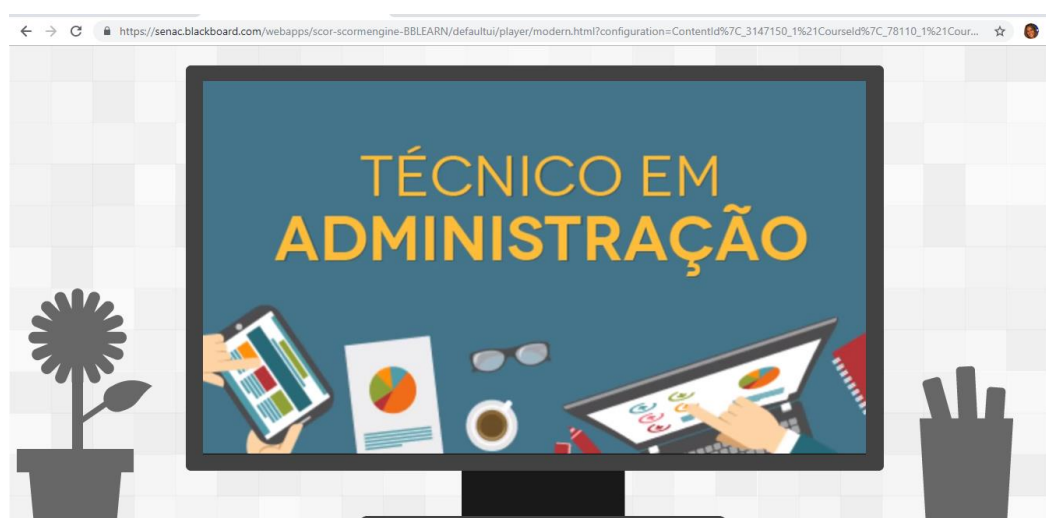 https://senac.blackboard.com/webapps/scor-scormengine-BBLEARN/defaultui/player/modern.html?configuration=ContentId%7C_3147150_1%21CourseId%7C_78110_1%21Cour...
TÉCNICO EM
ADMINISTRAÇÃO